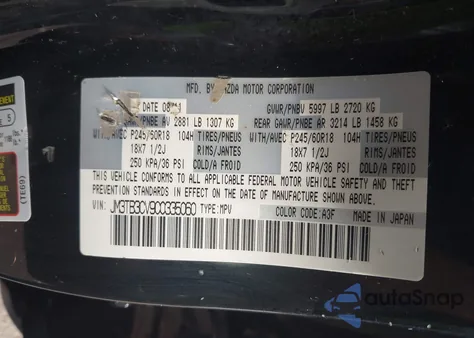 MFD. BY MAZDA MOTOR CORPORATION
DATE GVWR/PNBV 5997 LB 2720 KG
/PNBE AV 2881 LB 1307 KG REAR GAWR/PNBE AR 3214 LB 1458 KG
WITH/AVEC P245/60R18 104H TIRES/PNEUS WITH/AVEC P245/60R18 104H TIRES/PNEUS
18X7 1/2J RIMS/JANTES 18X7 1/2J RIMS/JANTES
250 KPA/36 PSI COLD/A FROID 250 KPA/36 PSI COLD/A FROID
THIS VEHICLE CONFORMS TO ALL APPLICABLE FEDERAL MOTOR VEHICLE SAFETY AND THEFT
PREVENTION STANDARDS IN EFFECT ON THE DATE OF MANUFACTURE SHOWN ABOVE.
VIN: JM3TB3CV9C0335060 TYPE:MPV COLOR CODE: A3F MADE IN JAPAN
(TE69)
5
autoSnap